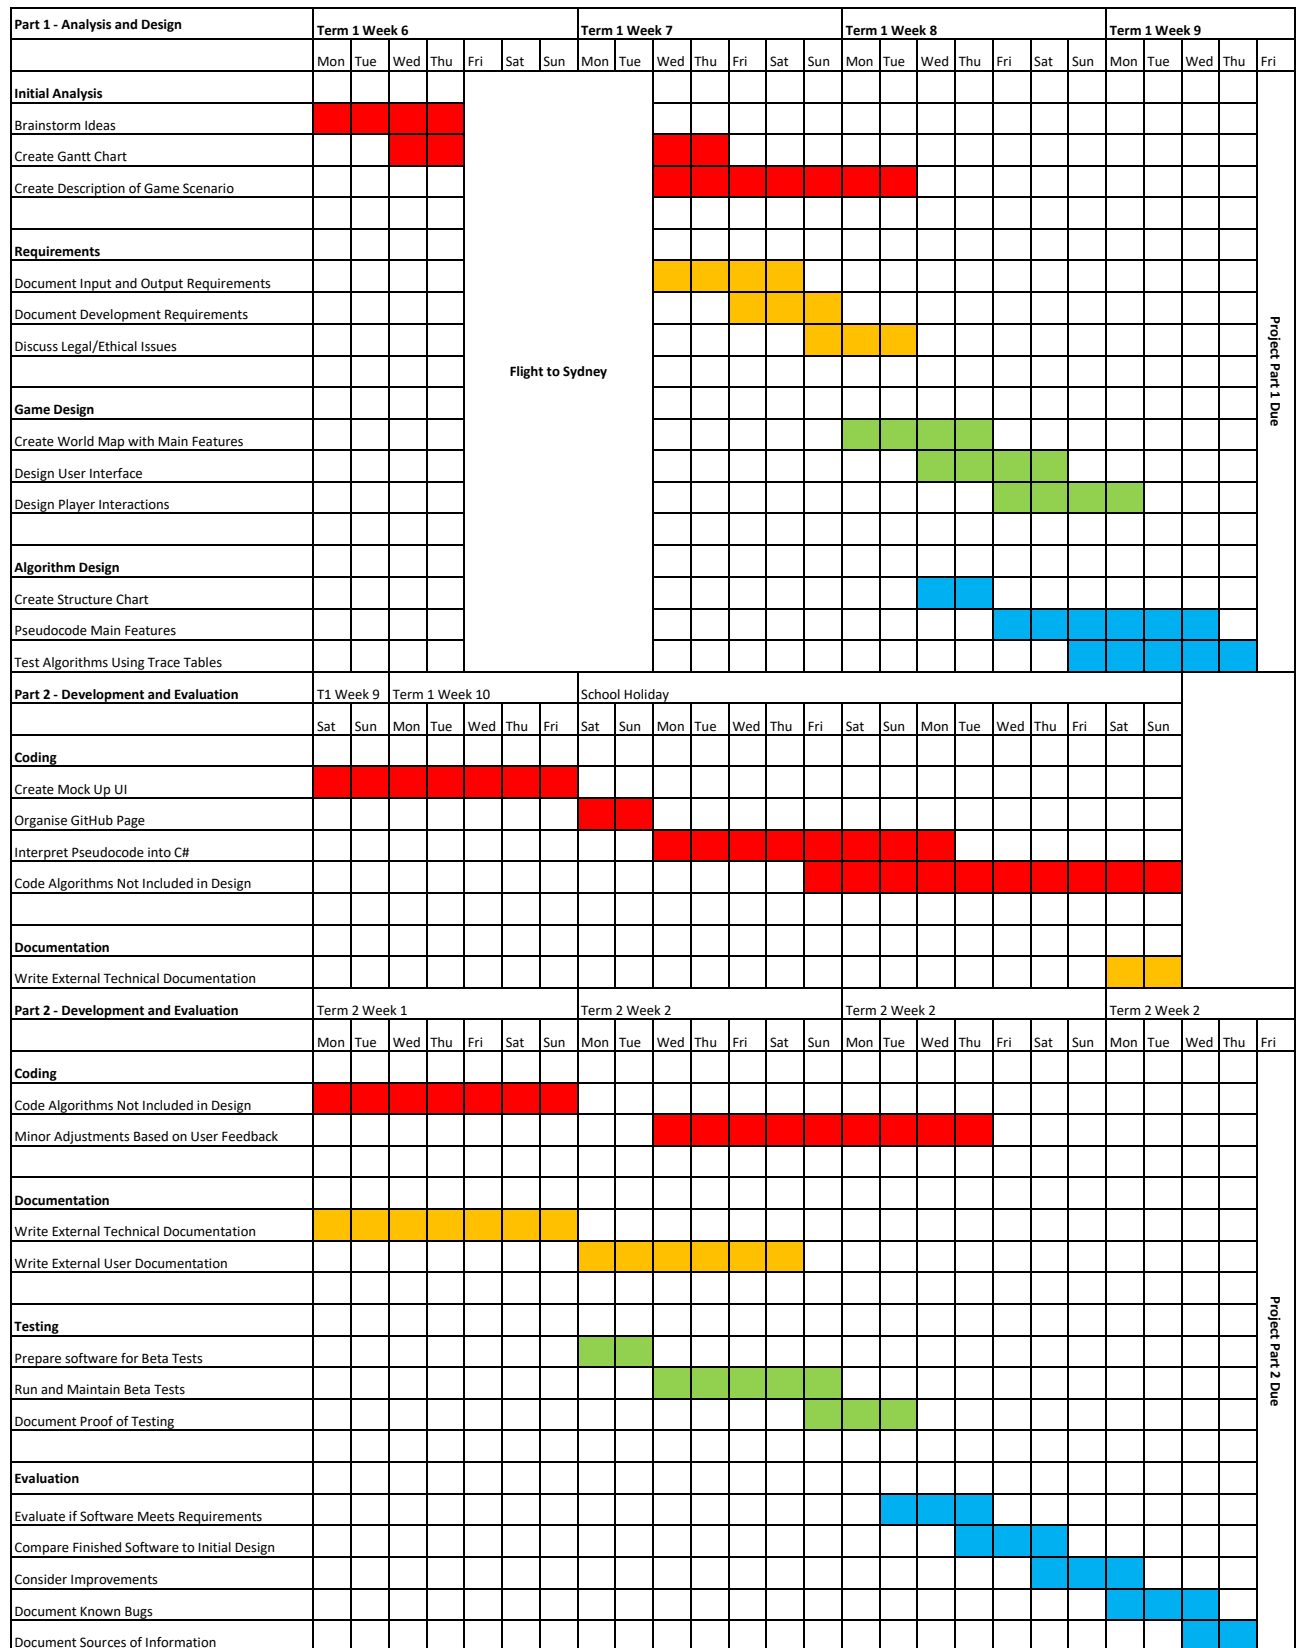 Part 1 - Analysis and Design Term 1 Week 6 Term 1 Week 7 Term 1 Week 8 Term 1 Week 9
Mon Tue Wed Thu Fri Sat Sun Mon Tue Wed Thu Fri Sat Sun Mon Tue Wed Thu Fri Sat Sun Mon Tue Wed Thu Fri
Initial Analysis
Brainstorm Ideas
Create Gantt Chart
Create Description of Game Scenario
Requirements
Document Input and Output Requirements
Document Development Requirements
Discuss Legal/Ethical Issues
Flight to Sydney
Project Part 1 Due
Game Design
Create World Map with Main Features
Design User Interface
Design Player Interactions
Algorithm Design
Create Structure Chart
Pseudocode Main Features
Test Algorithms Using Trace Tables
Part 2 - Development and Evaluation T1 Week 9 Term 1 Week 10 School Holiday
Sat Sun Mon Tue Wed Thu Fri Sat Sun Mon Tue Wed Thu Fri Sat Sun Mon Tue Wed Thu Fri Sat Sun
Coding
Create Mock Up UI
Organise GitHub Page
Interpret Pseudocode into C#
Code Algorithms Not Included in Design
Documentation
Write External Technical Documentation
Part 2 - Development and Evaluation Term 2 Week 1 Term 2 Week 2 Term 2 Week 2 Term 2 Week 2
Mon Tue Wed Thu Fri Sat Sun Mon Tue Wed Thu Fri Sat Sun Mon Tue Wed Thu Fri Sat Sun Mon Tue Wed Thu Fri
Coding
Code Algorithms Not Included in Design
Minor Adjustments Based on User Feedback
Documentation
Write External Technical Documentation
Write External User Documentation
Testing
Prepare software for Beta Tests
Project Part 2 Due
Run and Maintain Beta Tests
Document Proof of Testing
Evaluation
Evaluate if Software Meets Requirements
Compare Finished Software to Initial Design
Consider Improvements
Document Known Bugs
Document Sources of Information